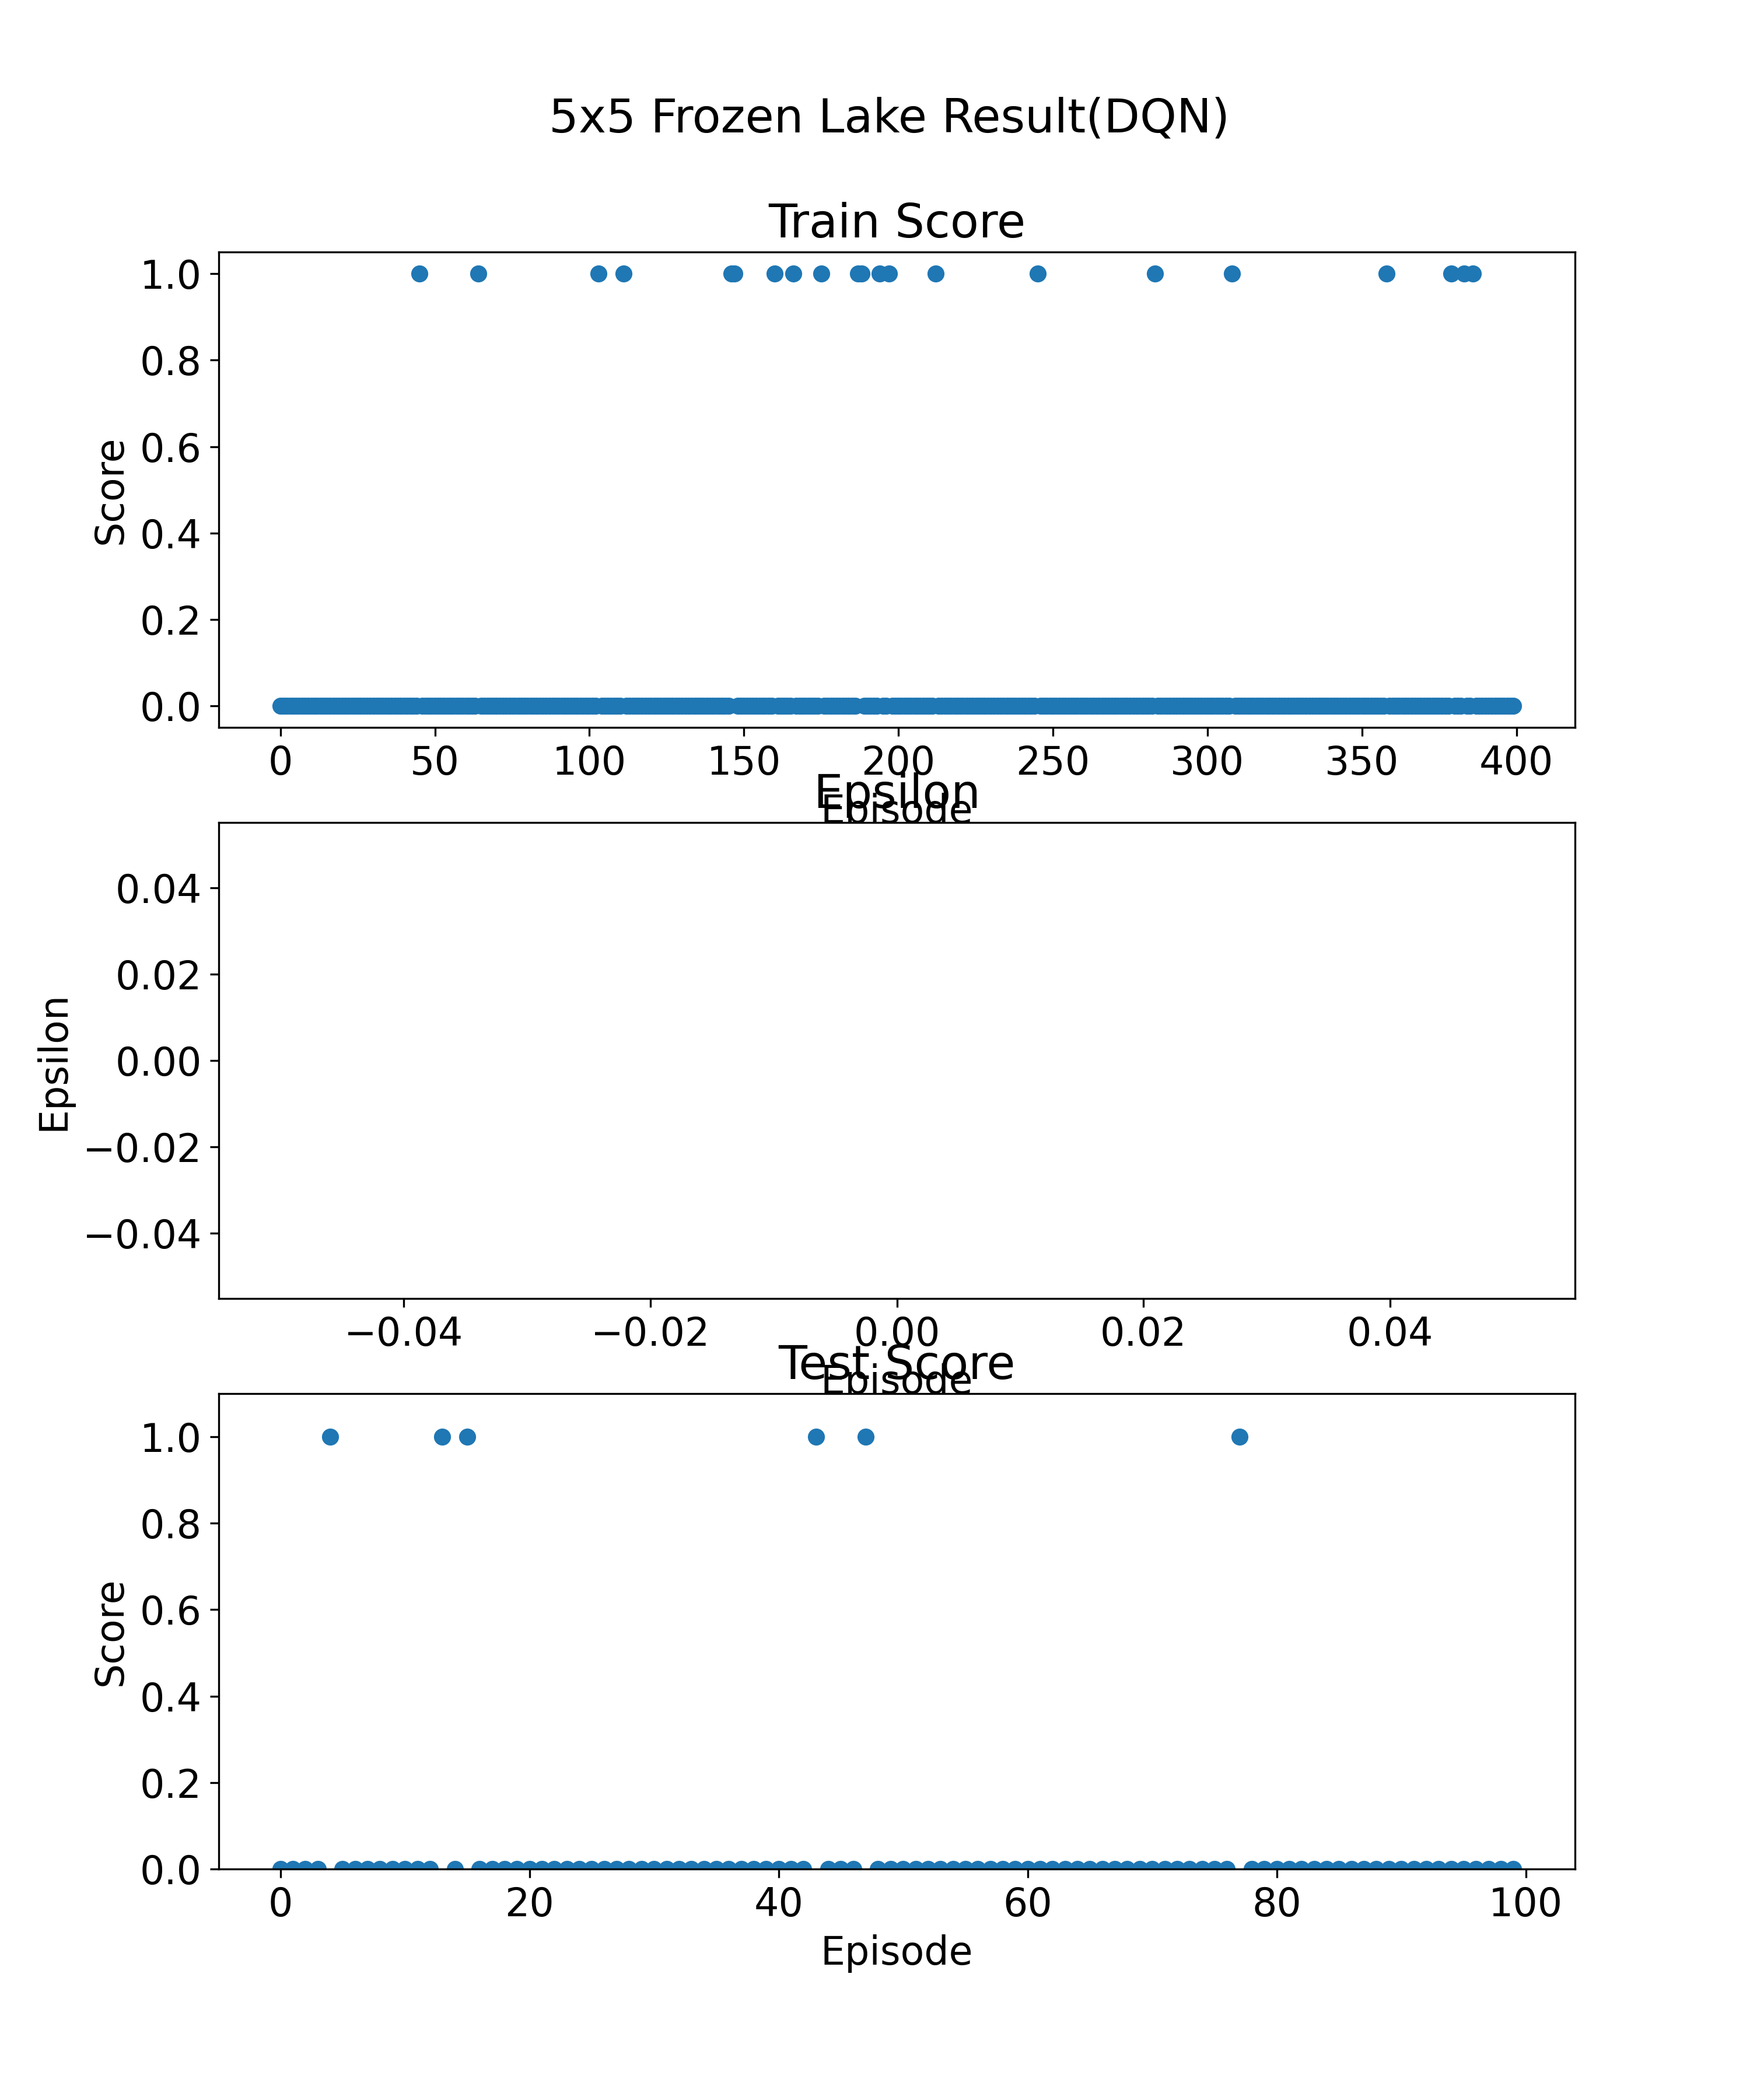 5x5 Frozen Lake Result(DQN)
Train Score
1.0
0.8
0.6
0.4
0.2
0.0
Score
0 50 100 150 200 250 300 350 400
Episode
Epsilon
0.04
0.02
0.00
−0.02
−0.04
Epsilon
−0.04 −0.02 0.00 0.02 0.04
Episode
Test Score
1.0
0.8
0.6
0.4
0.2
0.0
Score
0 20 40 60 80 100
Episode